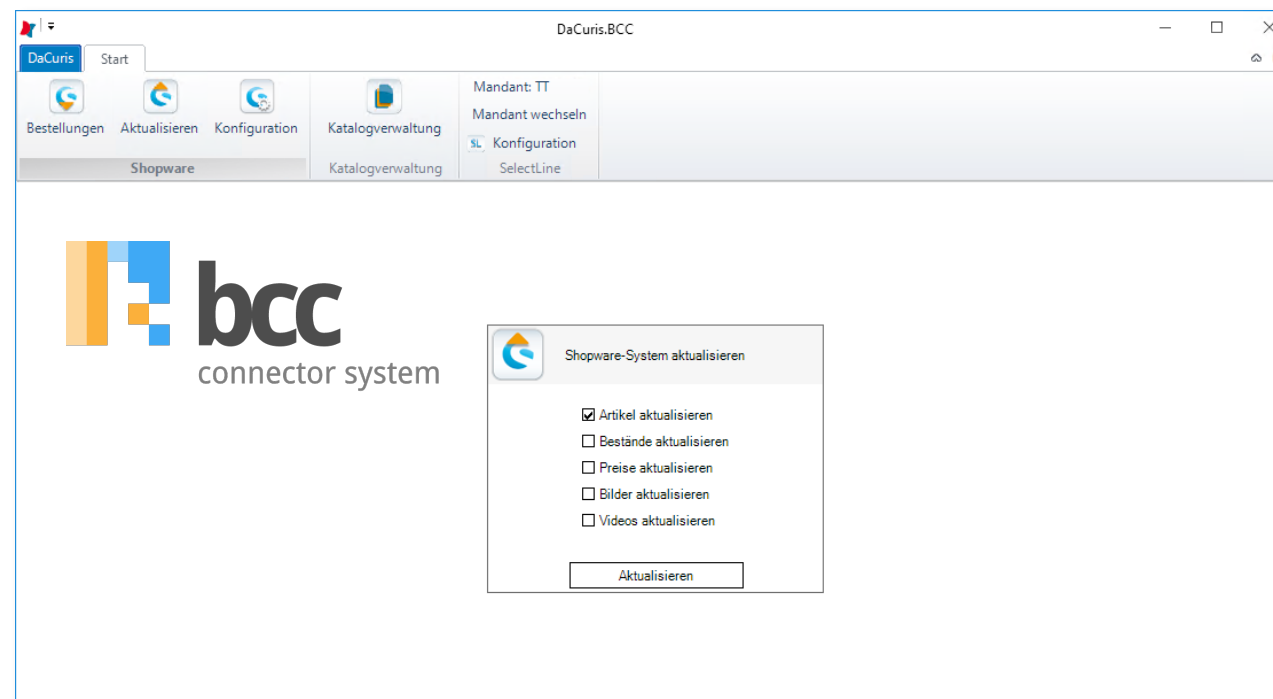 DaCuris.BCC
DaCuris Start
Bestellungen Aktualisieren Konfiguration
Shopware
Katalogverwaltung
Katalogverwaltung
Mandant: TT
Mandant wechseln
SL Konfiguration
SelectLine
bcc
connector system
Shopware-System aktualisieren
Artikel aktualisieren
Bestände aktualisieren
Preise aktualisieren
Bilder aktualisieren
Videos aktualisieren
Aktualisieren